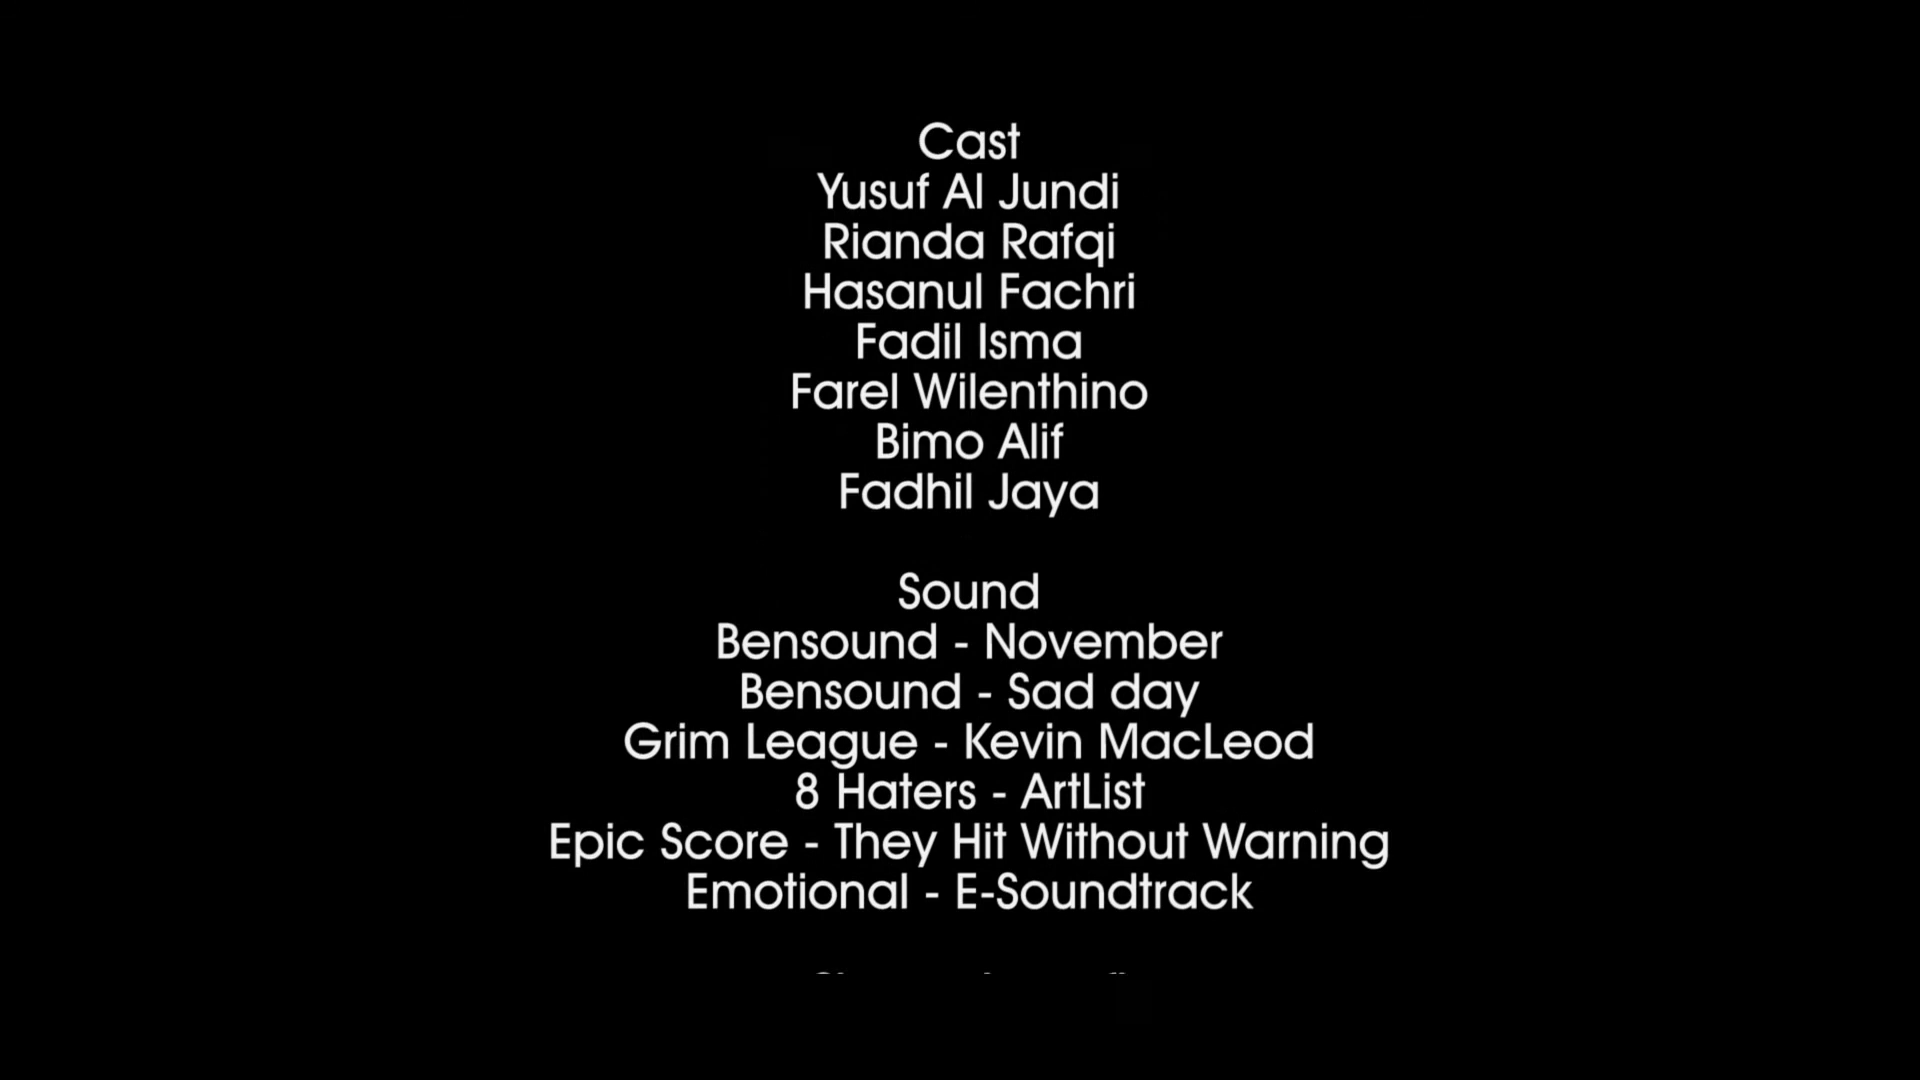 Cast
Yusuf Al Jundi
Rianda Rafqi
Hasanul Fachri
Fadil Isma
Farel Wilenthino
Bimo Alif
Fadhil Jaya
Sound
Bensound - November
Bensound - Sad day
Grim League - Kevin MacLeod
8 Haters - ArtList
Epic Score - They Hit Without Warning
Emotional - E-Soundtrack